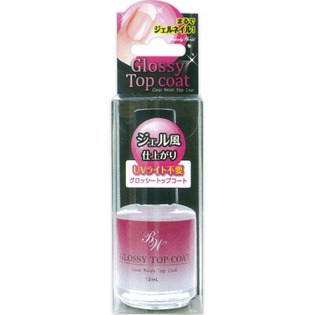 まるで
ジェルネイル!
Glossy
Top coat
Clear Polish Top Coat
ジェル風
仕上がり
UVライト不要
グロッシートップコート
BW
GLOSSY TOP COAT
Clear Polish Top Coat
12mL